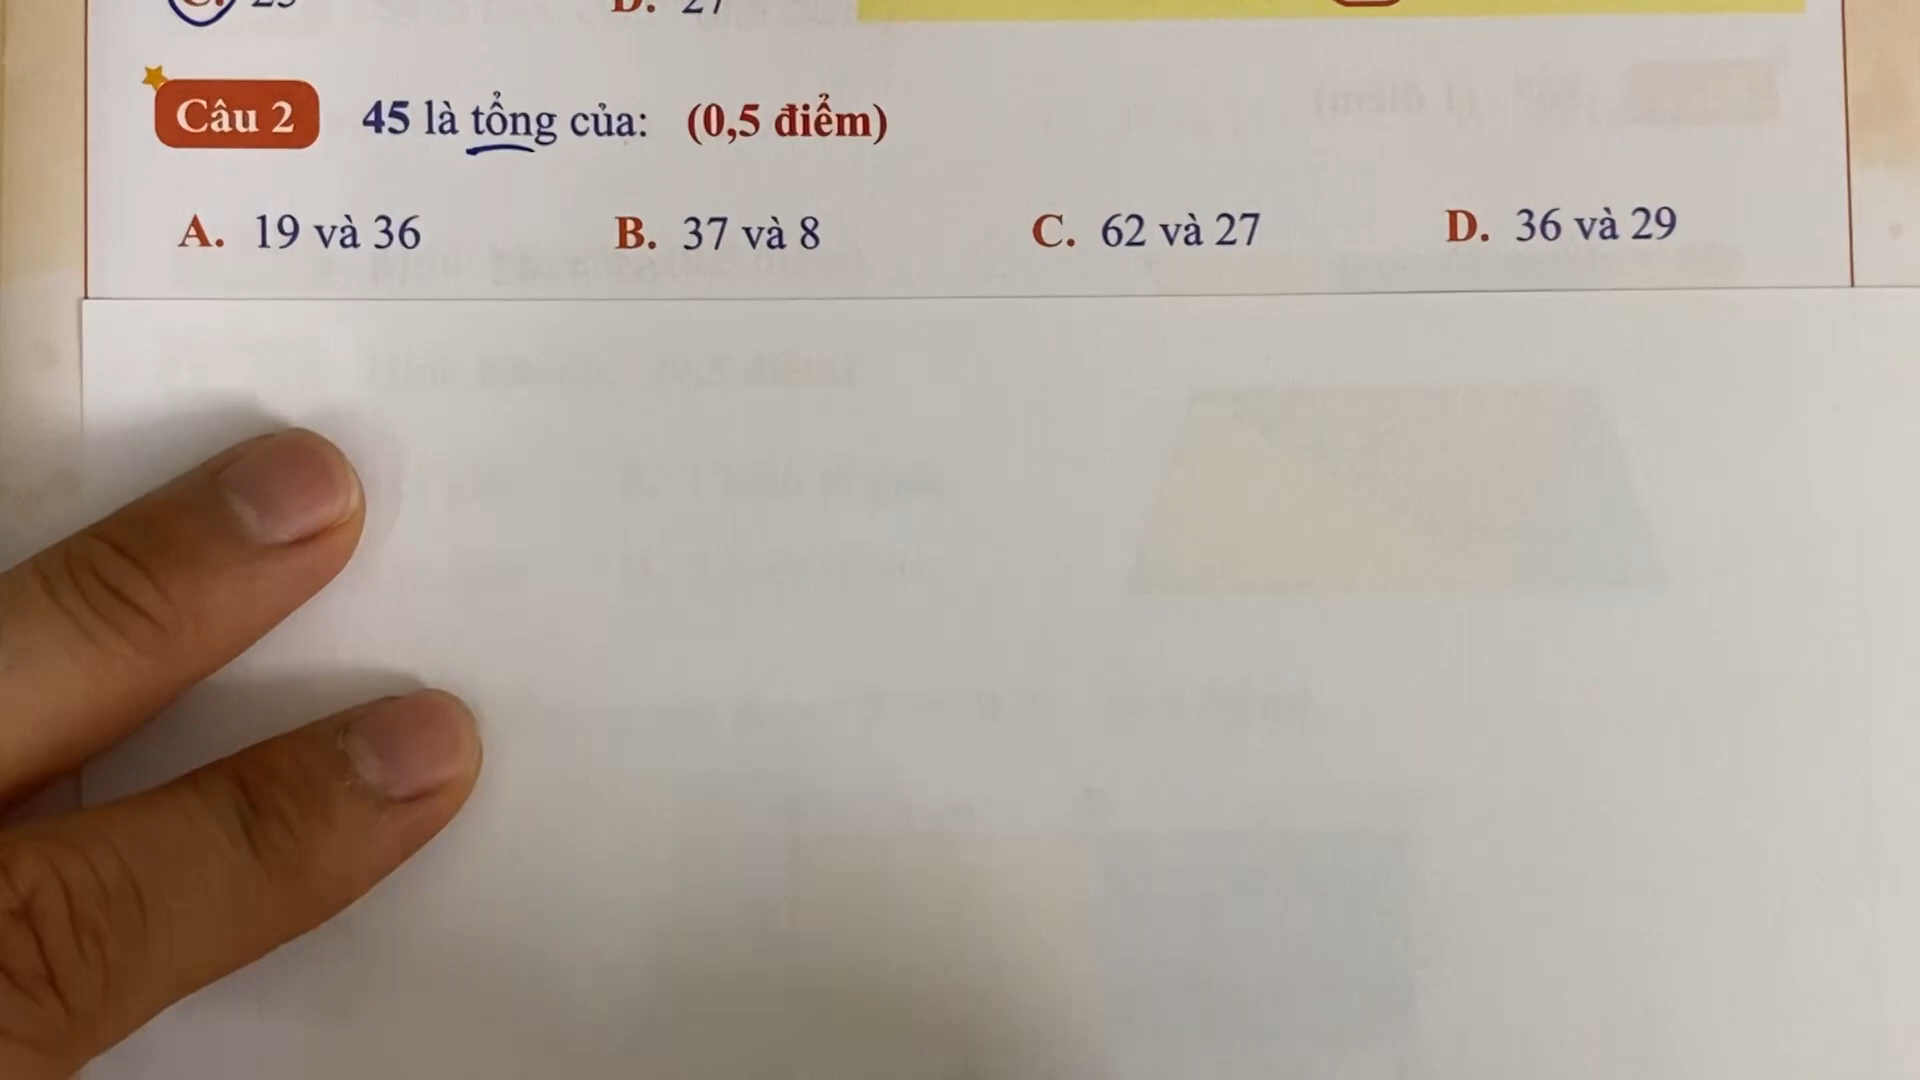 D. 27
Câu 2 45 là tổng của: (0,5 điểm)
A. 19 và 36 B. 37 và 8 C. 62 và 27 D. 36 và 29